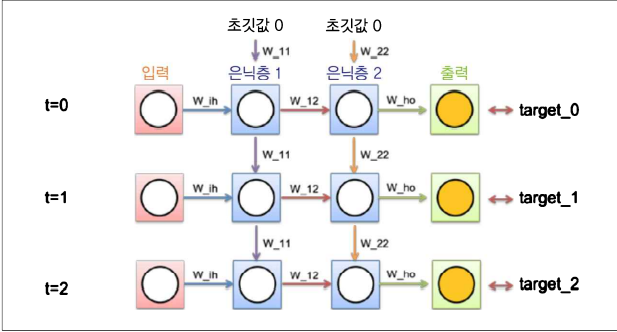 초깃값 0 초깃값 0
W_11 W_22
입력 은닉층 1 은닉층 2 출력
t=0 W_ih W_12 W_ho target_0
W_11 W_22
t=1 W_ih W_12 W_ho target_1
W_11 W_22
t=2 W_ih W_12 W_ho target_2